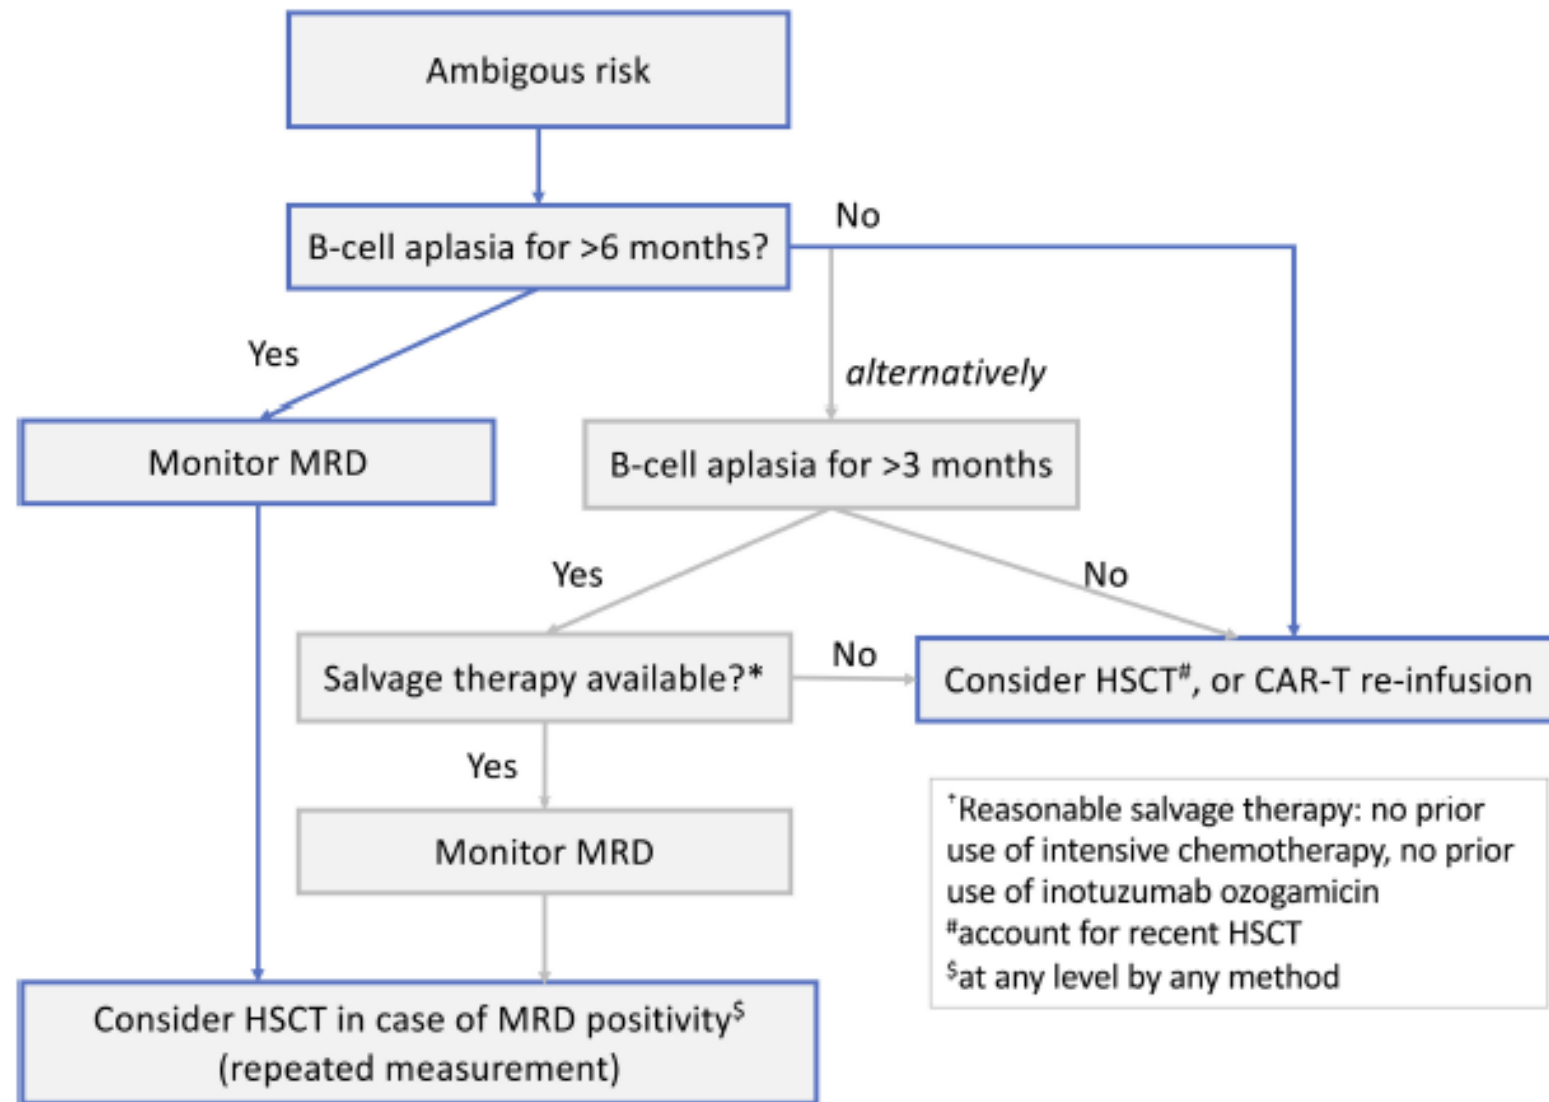 Ambigous risk
B-cell aplasia for >6 months?
No
Yes
alternatively
Monitor MRD
B-cell aplasia for >3 months
Yes
No
Salvage therapy available?*
No
Consider HSCT#, or CAR-T re-infusion
Yes
Monitor MRD
*Reasonable salvage therapy: no prior
use of intensive chemotherapy, no prior
use of inotuzumab ozogamicin
#account for recent HSCT
$at any level by any method
Consider HSCT in case of MRD positivity$
(repeated measurement)